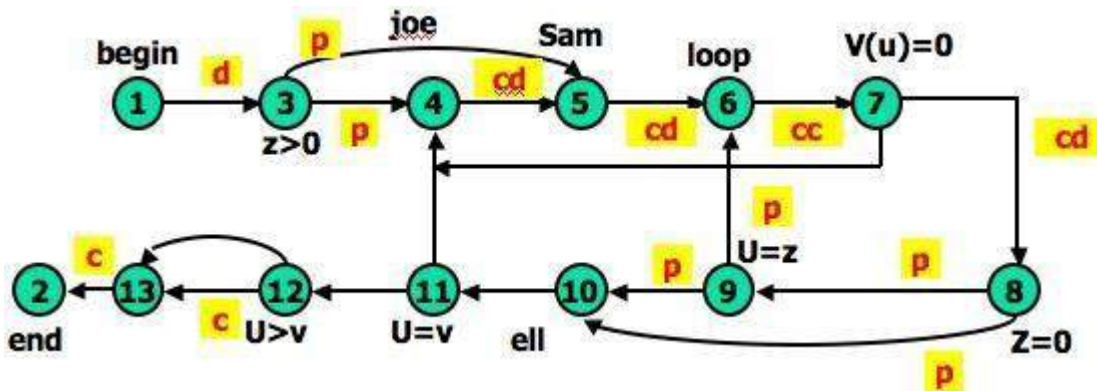 joe
p
Sam
begin
d
cd
loop
V(u)=0
1
3
4
5
6
7
z>0
p
cd
cc
cd
p
U=z
c
p
p
2
13
12
11
10
9
8
end
c
U>v
U=v
ell
Z=0
p